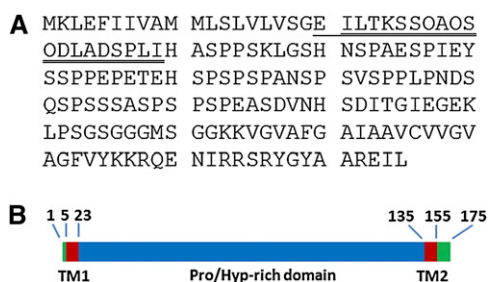 A MKLEFIIVAM MLSLVLVSGE ILTKSSOAOS
ODLADSPLIH ASPPSKLGSH NSPAESPIEY
SSPPEPETEH SPSPSPANSP SVSPPLPNDS
QSPSSSASPS PSPEASDVNH SDITGIEGEK
LPSGSGGGMS GGKKVGVAFG AIAAVCVVGV
AGFVYKKRQE NIRRSRYGYA AREIL
B
1 5 23 135 155 175
TM1 Pro/Hyp-rich domain TM2